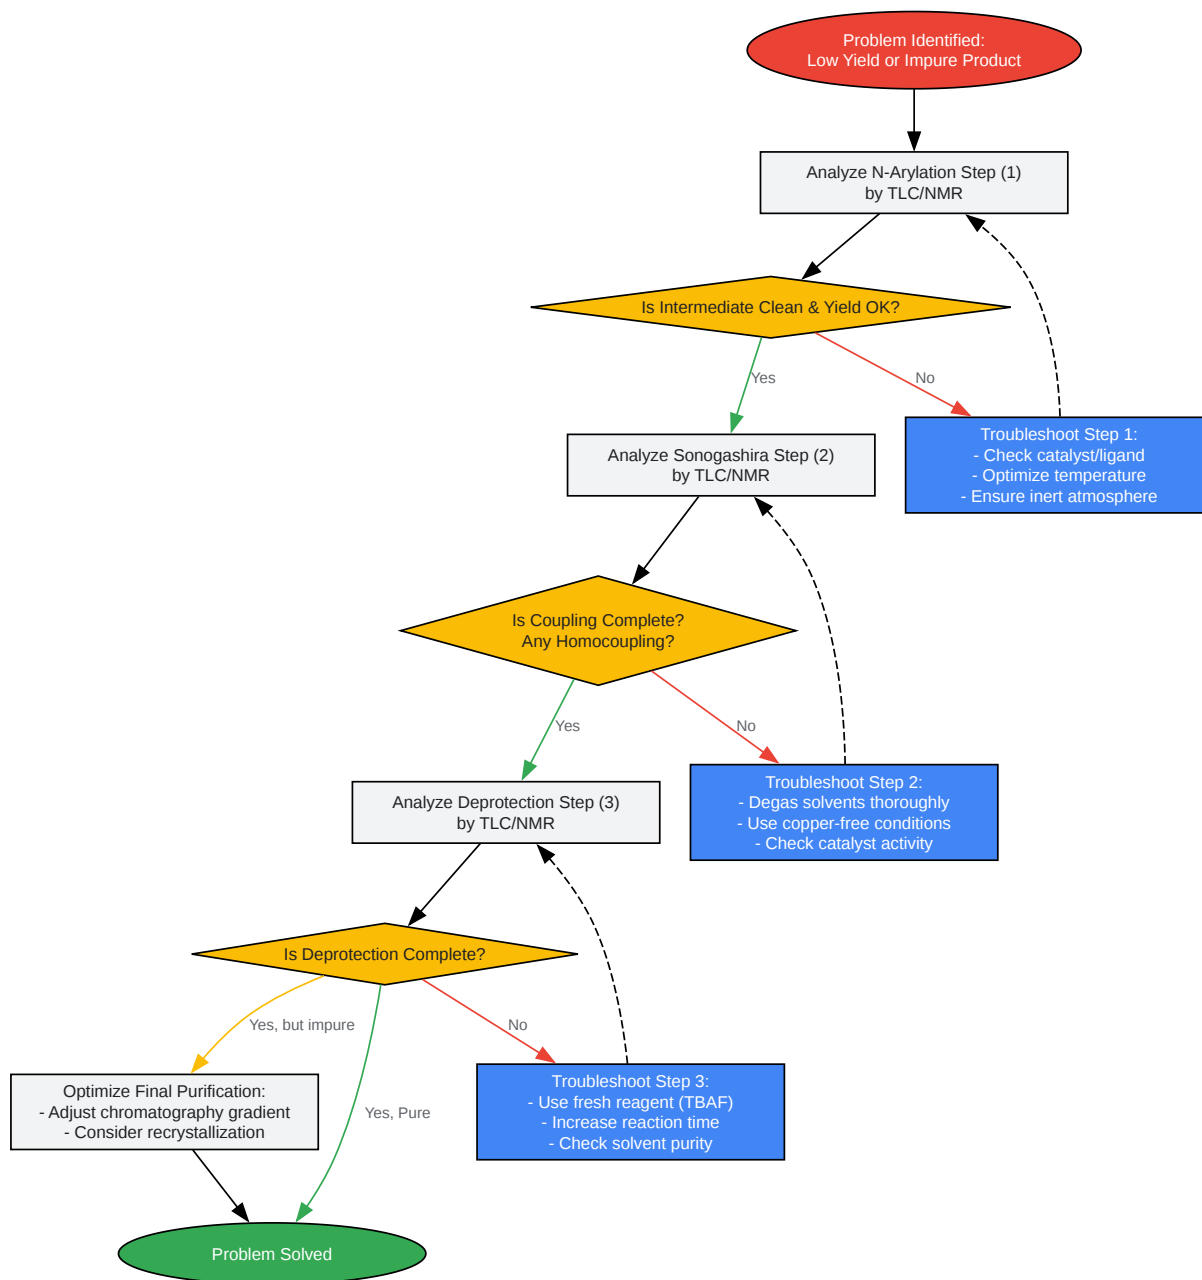 Problem Identified:
Low Yield or Impure Product
Analyze N-Arylation Step (1)
by TLC/NMR
Is Intermediate Clean & Yield OK?
Yes
No
Troubleshoot Step 1:
- Check catalyst/ligand
- Optimize temperature
- Ensure inert atmosphere
Analyze Sonogashira Step (2)
by TLC/NMR
Is Coupling Complete?
Any Homocoupling?
Yes
No
Troubleshoot Step 2:
- Degas solvents thoroughly
- Use copper-free conditions
- Check catalyst activity
Analyze Deprotection Step (3)
by TLC/NMR
Is Deprotection Complete?
Yes, but impure
No
Yes, Pure
Optimize Final Purification:
- Adjust chromatography gradient
- Consider recrystallization
Troubleshoot Step 3:
- Use fresh reagent (TBAF)
- Increase reaction time
- Check solvent purity
Problem Solved